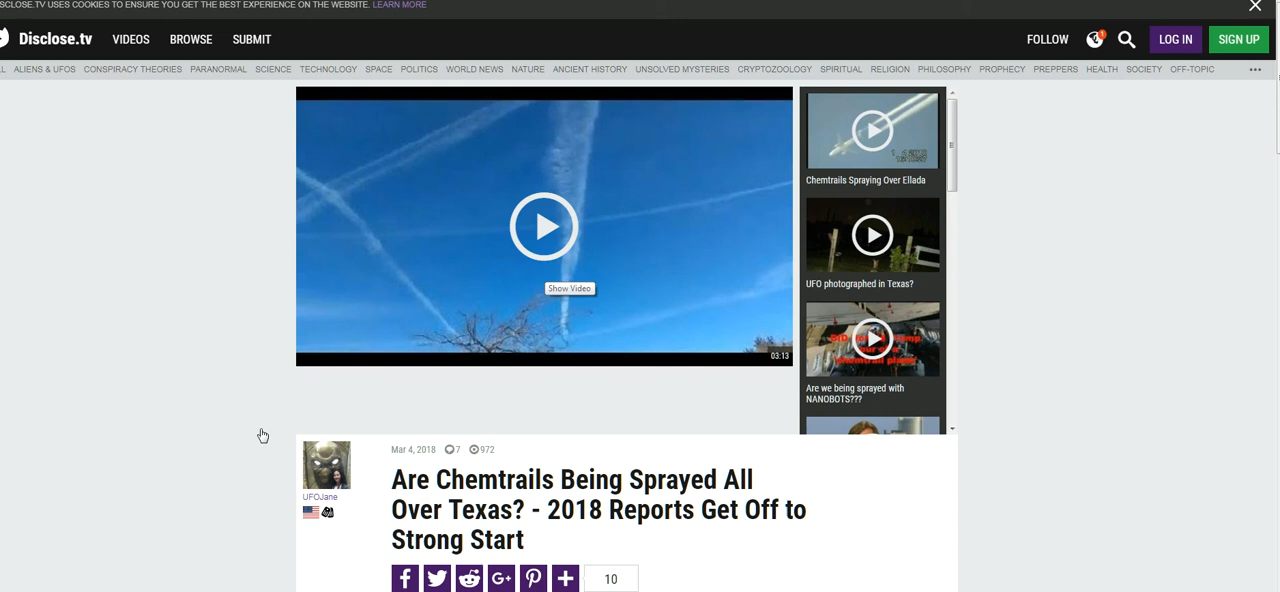 SCLOSE.TV USES COOKIES TO ENSURE YOU GET THE BEST EXPERIENCE ON THE WEBSITE. LEARN MORE
Disclose.tv VIDEOS BROWSE SUBMIT FOLLOW 1 LOG IN SIGN UP
L ALIENS & UFOS CONSPIRACY THEORIES PARANORMAL SCIENCE TECHNOLOGY SPACE POLITICS WORLD NEWS NATURE ANCIENT HISTORY UNSOLVED MYSTERIES CRYPTOZOOLOGY SPIRITUAL RELIGION PHILOSOPHY PROPHECY PREPPERS HEALTH SOCIETY OFF-TOPIC
Show Video
03:13
Chemtrails Spraying Over Ellada
UFO photographed in Texas?
Are we being sprayed with
NANOBOTS???
UFOJane
Mar 4, 2018 7 972
Are Chemtrails Being Sprayed All
Over Texas? - 2018 Reports Get Off to
Strong Start
G+ 10